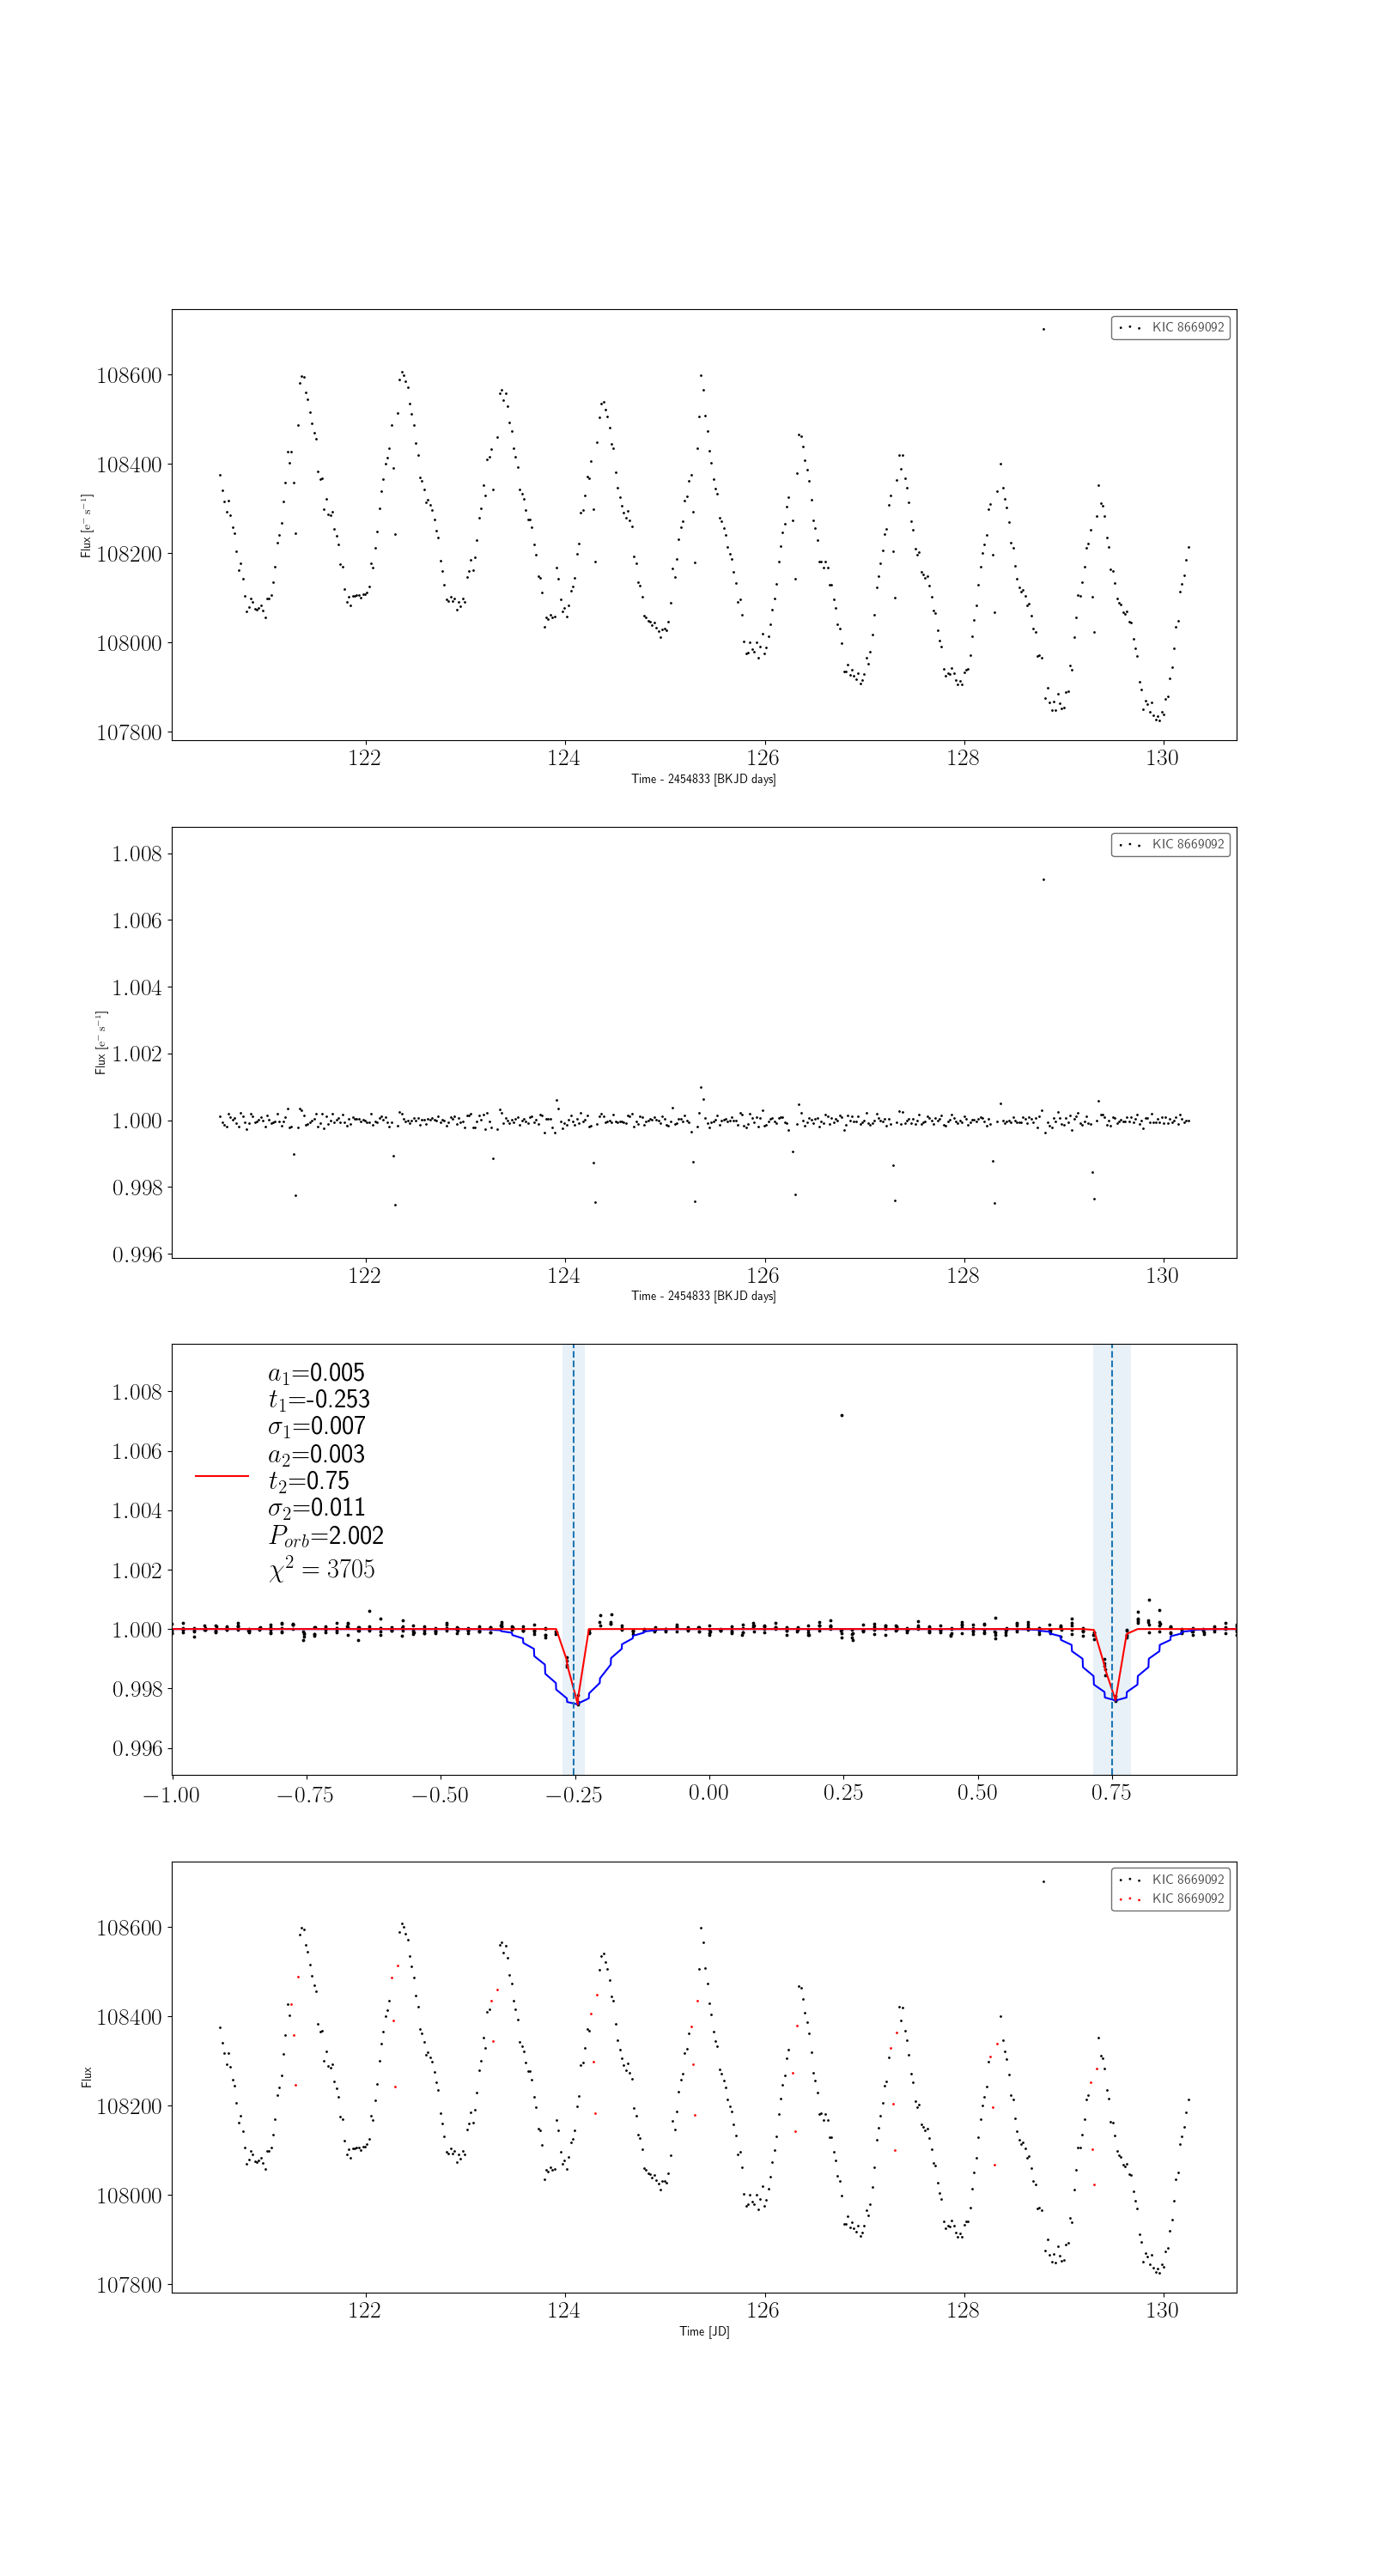 KIC 8669092
108600
108400
108200
108000
107800
Flux [e⁻ s⁻¹]
122 124 126 128 130
Time - 2454833 [BKJD days]
KIC 8669092
1.008
1.006
1.004
1.002
1.000
0.998
0.996
Flux [e⁻ s⁻¹]
122 124 126 128 130
Time - 2454833 [BKJD days]
a₁=0.005
t₁=-0.253
σ₁=0.007
a₂=0.003
t₂=0.75
σ₂=0.011
P_orb=2.002
χ² = 3705
1.008
1.006
1.004
1.002
1.000
0.998
0.996
−1.00 −0.75 −0.50 −0.25 0.00 0.25 0.50 0.75
KIC 8669092
KIC 8669092
108600
108400
108200
108000
107800
Flux
122 124 126 128 130
Time [JD]